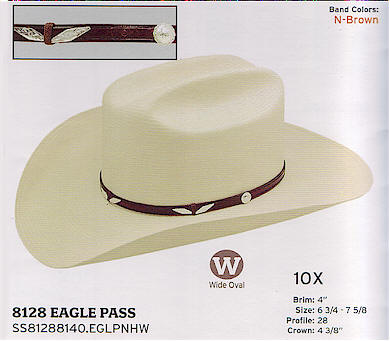 Band Colors:
N-Brown
W
Wide Oval
10X
8128 EAGLE PASS
SS81288140.EGLPNHW
Brim: 4"
Size: 6 3/4 - 7 5/8
Profile: 28
Crown: 4 3/8"